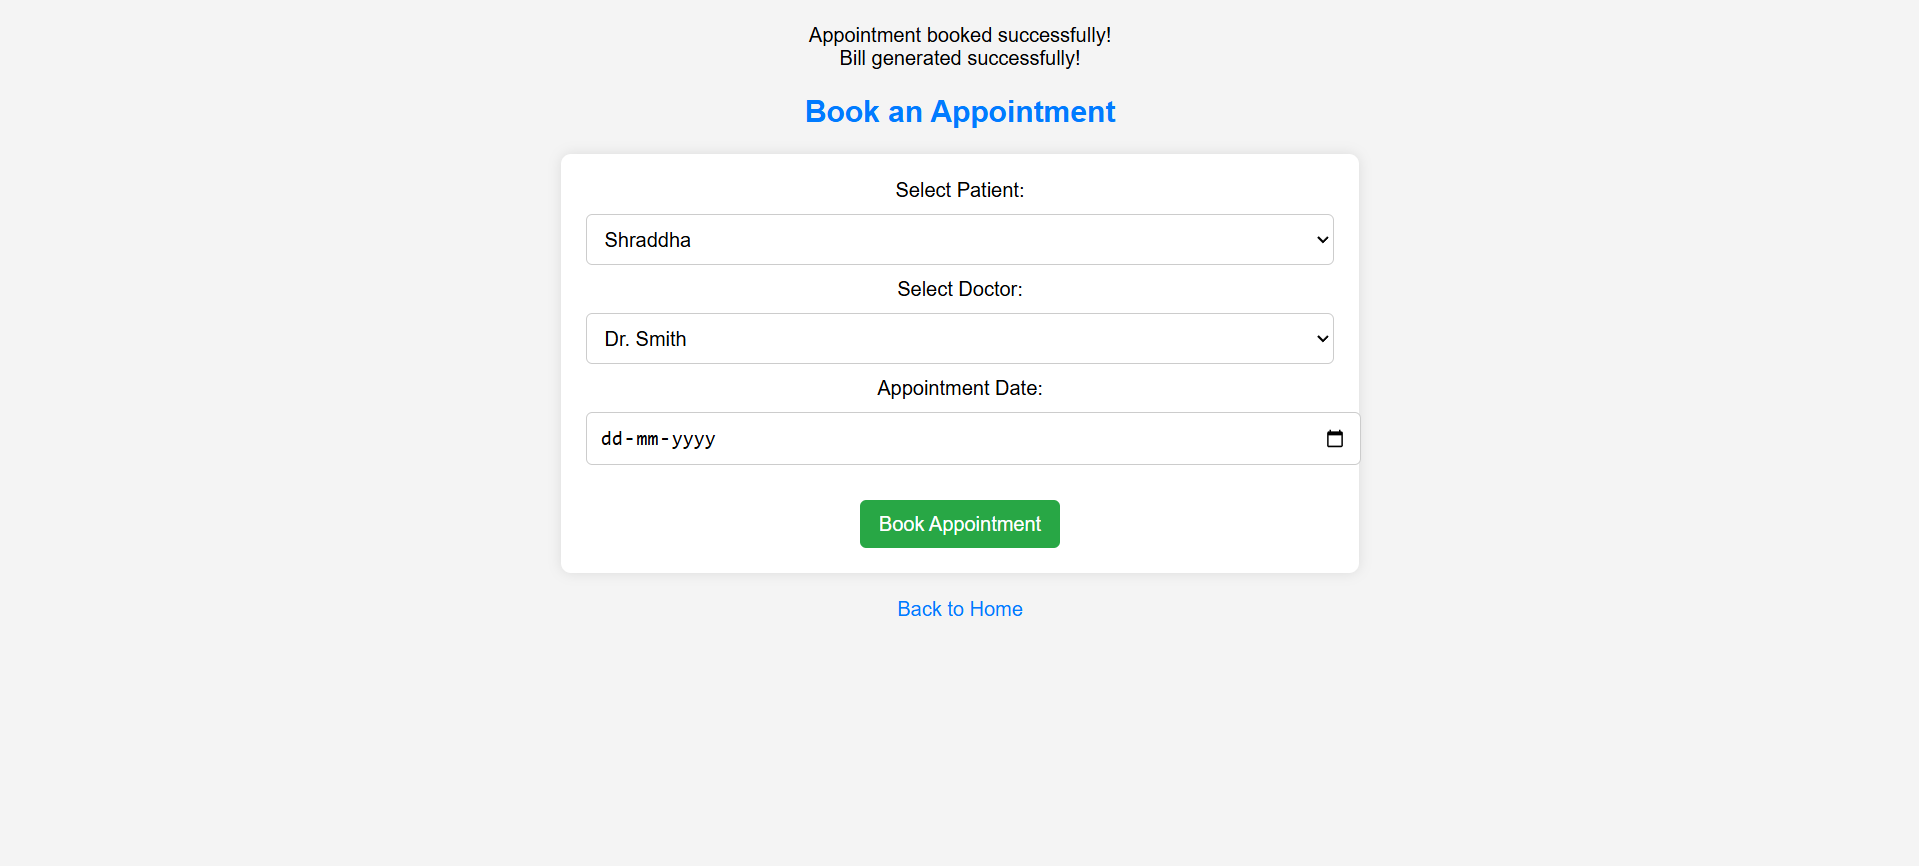 Appointment booked successfully!
Bill generated successfully!
Book an Appointment
Select Patient:
Shraddha
Select Doctor:
Dr. Smith
Appointment Date:
dd-mm-yyyy
Book Appointment
Back to Home